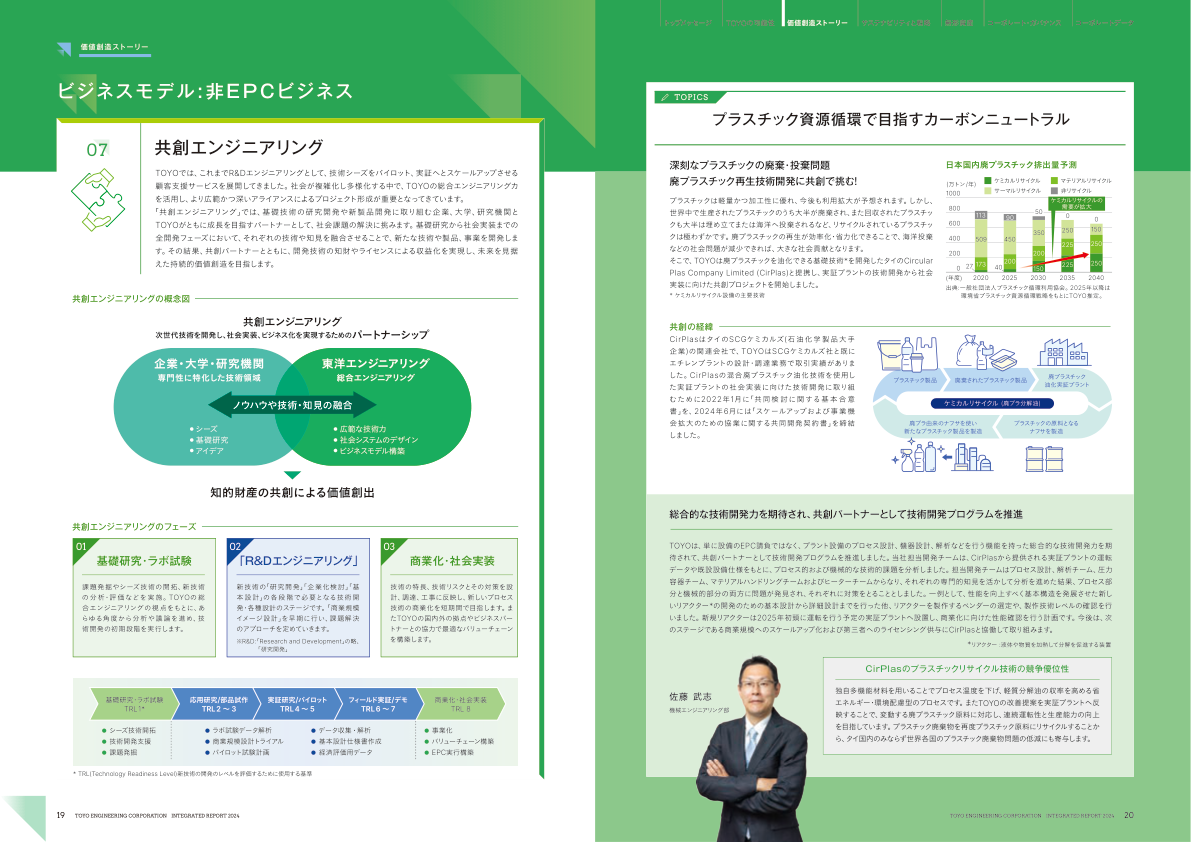 価値創造ストーリー
ビジネスモデル:非EPCビジネス
07
共創エンジニアリング
TOYOでは、これまでR&Dエンジニアリングとして、技術シーズをパイロット、実証へとスケールアップさせる
顧客支援サービスを展開してきました。社会が複雑化し多様化する中で、TOYOの総合エンジニアリング力
を活用し、より広範かつ深いアライアンスによるプロジェクト形成が重要となってきています。
「共創エンジニアリング」では、基礎技術の研究開発や新製品開発に取り組む企業、大学、研究機関と
TOYOがともに成長を目指すパートナーとして、社会課題の解決に挑みます。基礎研究から社会実装までの
全開発フェーズにおいて、それぞれの技術や知見を融合させることで、新たな技術や製品、事業を開発しま
す。その結果、共創パートナーとともに、開発技術の知財やライセンスによる収益化を実現し、未来を見据
えた持続的価値創造を目指します。
共創エンジニアリングの概念図
共創エンジニアリング
次世代技術を開発し、社会実装、ビジネス化を実現するためのパートナーシップ
企業・大学・研究機関
専門性に特化した技術領域
東洋エンジニアリング
総合エンジニアリング
ノウハウや技術・知見の融合
● シーズ
● 基礎研究
● アイデア
● 広範な技術力
● 社会システムのデザイン
● ビジネスモデル構築
知的財産の共創による価値創出
共創エンジニアリングのフェーズ
01
基礎研究・ラボ試験
課題発掘やシーズ技術の開拓、新技術
の分析・評価などを実施。TOYOの総
合エンジニアリングの視点をもとに、あ
らゆる角度から分析や議論を進め、技
術開発の初期段階を実行します。
02
「R&Dエンジニアリング」
新技術の「研究開発」「企業化検討」「基
本設計」の各段階で必要となる技術開
発・各種設計のステージです。「商業規模
イメージ設計」を早期に行い、課題解決
のアプローチを定めていきます。
※R&D:「Research and Development」の略、
「研究開発」
03
商業化・社会実装
技術の特長、技術リスクとその対策を設
計、調達、工事に反映し、新しいプロセス
技術の商業化を短期間で目指します。ま
たTOYOの国内外の拠点やビジネスパー
トナーとの協力で最適なバリューチェーン
を構築します。
基礎研究・ラボ試験
TRL1*
応用研究/部品試作
TRL2 ～ 3
実証研究/パイロット
TRL4 ～ 5
フィールド実証/デモ
TRL6 ～ 7
商業化・社会実装
TRL 8
● シーズ技術開拓
● 技術開発支援
● 課題発掘
● ラボ試験データ解析
● 商業規模設計トライアル
● パイロット試験計画
● データ収集・解析
● 基本設計仕様書作成
● 経済評価用データ
● 事業化
● バリューチェーン構築
● EPC実行構築
* TRL(Technology Readiness Level)新技術の開発のレベルを評価するために使用する基準
19 TOYO ENGINEERING CORPORATION INTEGRATED REPORT 2024
価値創造ストーリー
TOPICS
プラスチック資源循環で目指すカーボンニュートラル
深刻なプラスチックの廃棄・投棄問題
廃プラスチック再生技術開発に共創で挑む!
プラスチックは軽量かつ加工性に優れ、今後も利用拡大が予想されます。しかし、
世界中で生産されたプラスチックのうち大半が廃棄され、また回収されたプラスチッ
クも大半は埋め立てまたは海洋へ投棄されるなど、リサイクルされているプラスチッ
クは極わずかです。廃プラスチックの再生が効率化・省力化できることで、海洋投棄
などの社会問題が減少できれば、大きな社会貢献となります。
そこで、TOYOは廃プラスチックを油化できる基礎技術*を開発したタイのCircular
Plas Company Limited (CirPlas)と提携し、実証プラントの技術開発から社会
実装に向けた共創プロジェクトを開始しました。
* ケミカルリサイクル設備の主要技術
日本国内廃プラスチック排出量予測
(万トン/年)
ケミカルリサイクル
マテリアルリサイクル
サーマルリサイクル
非リサイクル
ケミカルリサイクルの
需要が拡大
1000
800
600
400
200
0
113
509
173
27
90
450
200
40
50
350
200
150
0
250
225
225
0
150
250
250
(年度) 2020 2025 2030 2035 2040
出典:一般社団法人プラスチック循環利用協会。2025年以降は
環境省プラスチック資源循環戦略をもとにTOYO推定。
共創の経緯
CirPlasはタイのSCGケミカルズ(石油化学製品大手
企業)の関連会社で、TOYOはSCGケミカルズ社と既に
エチレンプラントの設計・調達業務で取引実績がありま
した。CirPlasの混合廃プラスチック油化技術を使用し
た実証プラントの社会実装に向けた技術開発に取り組
むために2022年1月に「共同検討に関する基本合意
書」を、2024年6月には「スケールアップおよび事業機
会拡大のための協業に関する共同開発契約書」を締結
しました。
プラスチック製品
廃棄されたプラスチック製品
廃プラスチック
油化実証プラント
ケミカルリサイクル (廃プラ分解油)
廃プラ由来のナフサを使い
新たなプラスチック製品を製造
プラスチックの原料となる
ナフサを製造
総合的な技術開発力を期待され、共創パートナーとして技術開発プログラムを推進
TOYOは、単に設備のEPC請負ではなく、プラント設備のプロセス設計、機器設計、解析などを行う機能を持った総合的な技術開発力を期
待されて、共創パートナーとして技術開発プログラムを推進しました。当社担当開発チームは、CirPlasから提供される実証プラントの運転
データや既設設備仕様をもとに、プロセス的および機械的な技術的課題を分析しました。担当開発チームはプロセス設計、解析チーム、圧力
容器チーム、マテリアルハンドリングチームおよびヒーターチームからなり、それぞれの専門的知見を活かして分析を進めた結果、プロセス部
分と機械的部分の両方に問題が発見され、それぞれに対策をとることとしました。一例として、性能を向上すべく基本構造を発展させた新し
いリアクター*の開発のための基本設計から詳細設計までを行った他、リアクターを製作するベンダーの選定や、製作技術レベルの確認を行
いました。新規リアクターは2025年初頭に運転を行う予定の実証プラントへ設置し、商業化に向けた性能確認を行う計画です。今後は、次
のステージである商業規模へのスケールアップ化および第三者へのライセンシング供与にCirPlasと協働して取り組みます。
*リアクター:液体や物質を加熱して分解を促進する装置
佐藤 武志
機械エンジニアリング部
CirPlasのプラスチックリサイクル技術の競争優位性
独自多機能材料を用いることでプロセス温度を下げ、軽質分解油の収率を高める省
エネルギー・環境配慮型のプロセスです。またTOYOの改善提案を実証プラントへ反
映することで、変動する廃プラスチック原料に対応し、連続運転性と生産能力の向上
を目指しています。プラスチック廃棄物を再度プラスチック原料にリサイクルすることか
ら、タイ国内のみならず世界各国のプラスチック廃棄物問題の低減にも寄与します。
TOYO ENGINEERING CORPORATION INTEGRATED REPORT 2024 20